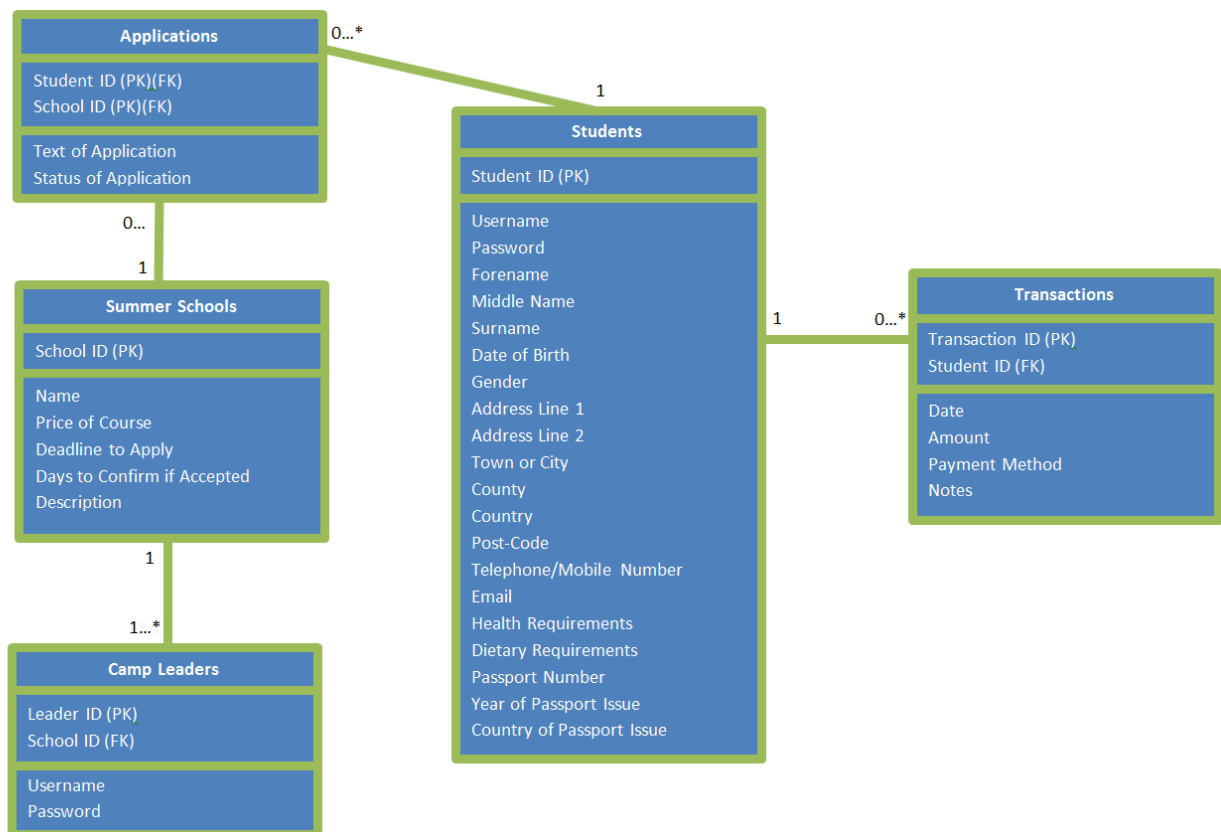 Applications
Student ID (PK)(FK)
School ID (PK)(FK)
Text of Application
Status of Application
0...*
1
0...
1
Summer Schools
School ID (PK)
Name
Price of Course
Deadline to Apply
Days to Confirm if Accepted
Description
1
1...*
Camp Leaders
Leader ID (PK)
School ID (FK)
Username
Password
Students
Student ID (PK)
Username
Password
Forename
Middle Name
Surname
Date of Birth
Gender
Address Line 1
Address Line 2
Town or City
County
Country
Post-Code
Telephone/Mobile Number
Email
Health Requirements
Dietary Requirements
Passport Number
Year of Passport Issue
Country of Passport Issue
1
0...*
Transactions
Transaction ID (PK)
Student ID (FK)
Date
Amount
Payment Method
Notes